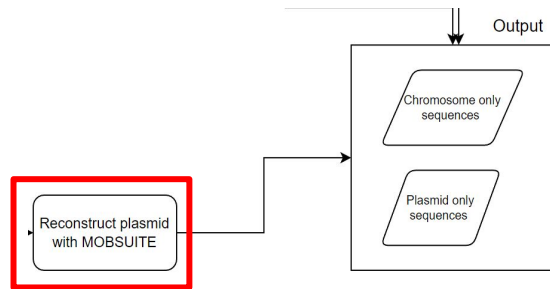 Output
Chromosome only
sequences
Plasmid only
sequences
Reconstruct plasmid
with MOBSUITE